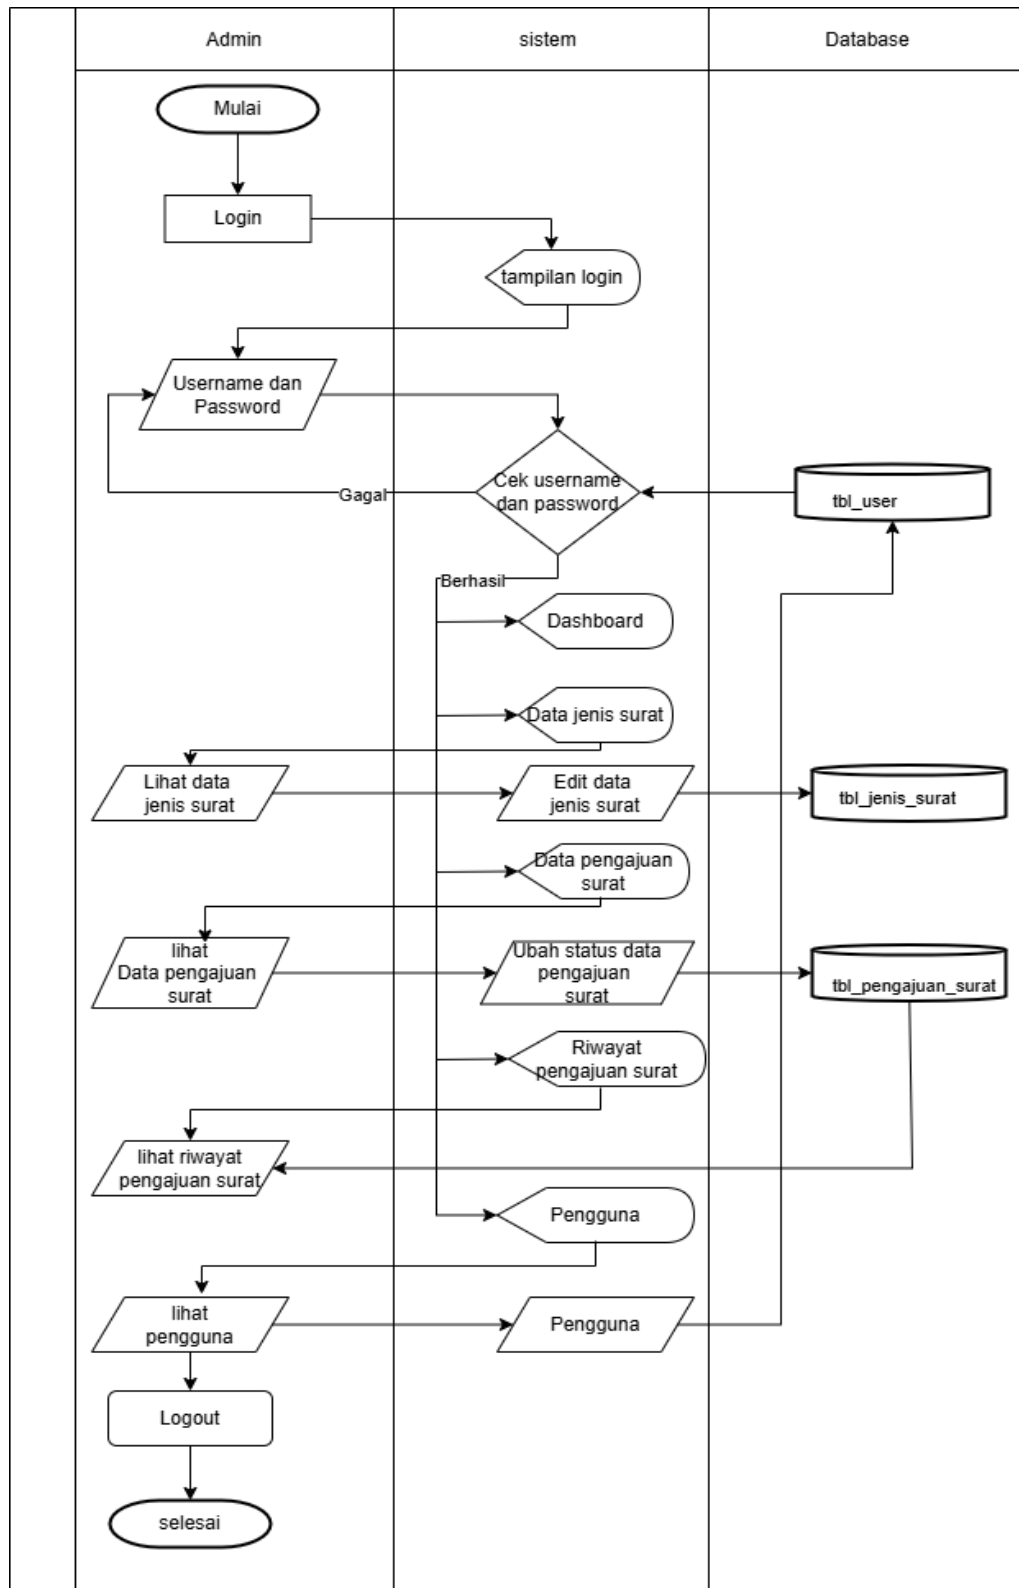 Admin
sistem
Database
Mulai
Login
tampilan login
Username dan
Password
Cek username
dan password
Gagal
tbl_user
Berhasil
Dashboard
Data jenis surat
Lihat data
jenis surat
Edit data
jenis surat
tbl_jenis_surat
Data pengajuan
surat
lihat
Data pengajuan
surat
Ubah status data
pengajuan
surat
tbl_pengajuan_surat
Riwayat
pengajuan surat
lihat riwayat
pengajuan surat
Pengguna
lihat
pengguna
Pengguna
Logout
selesai